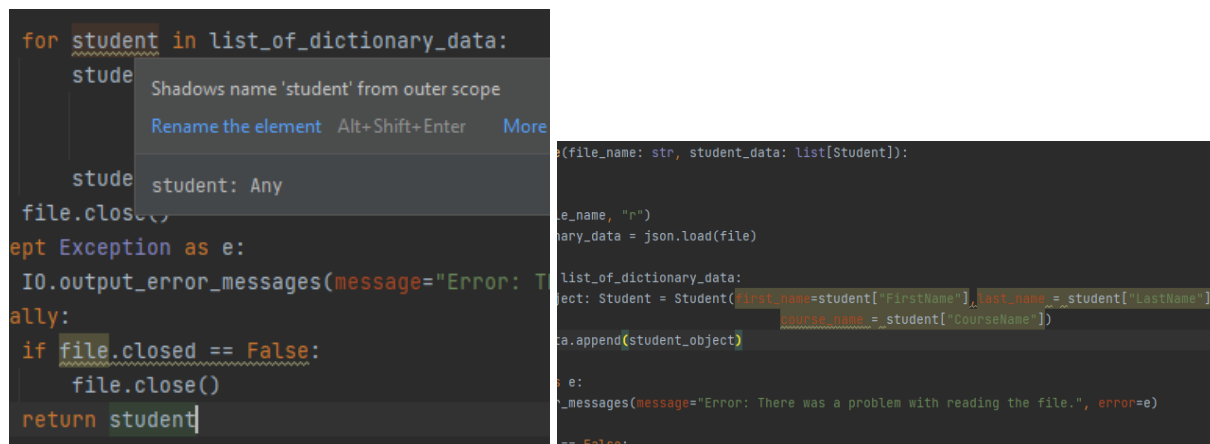 for student in list_of_dictionary_data:
stude
Shadows name 'student' from outer scope
Rename the element Alt+Shift+Enter More
stude
student: Any
file.close()
ept Exception as e:
IO.output_error_messages(message="Error: Th
ally:
if file.closed == False:
file.close()
return student
e(file_name: str, student_data: list[Student]):
le_name, "r")
nary_data = json.load(file)
list_of_dictionary_data:
ject: Student = Student(first_name=student["FirstName"],last_name = student["LastName"]
course_name = student["CourseName"])
ta.append(student_object)
s e:
r_messages(message="Error: There was a problem with reading the file.", error=e)
== False: